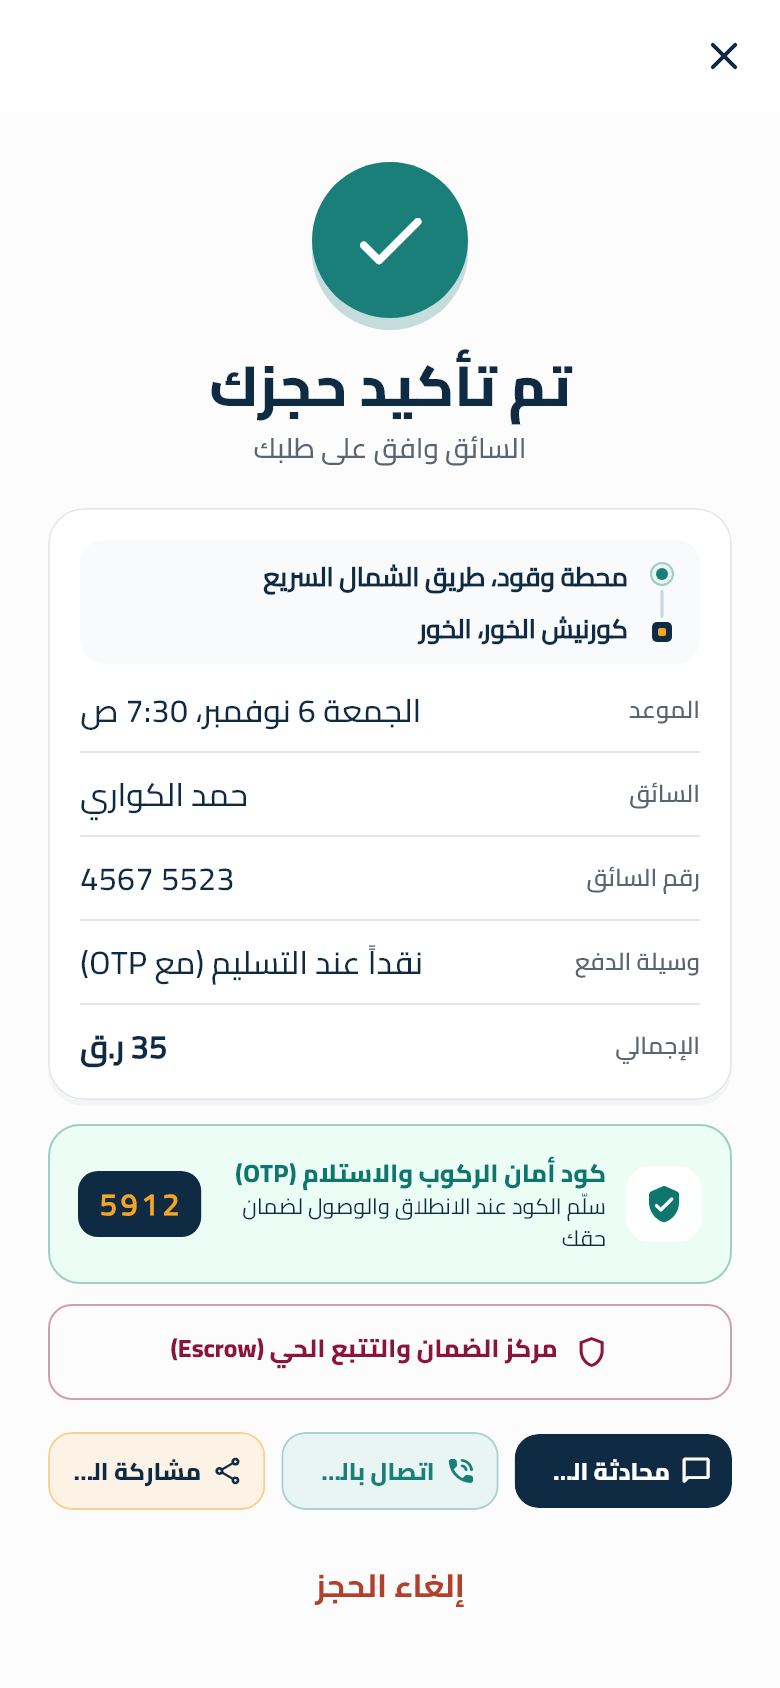 تم تأكيد حجزك
السائق وافق على طلبك
محطة وقود، طريق الشمال السريع
كورنيش الخور، الخور
الموعد الجمعة 6 نوفمبر، 7:30 ص
السائق حمد الكواري
رقم السائق 4567 5523
وسيلة الدفع نقداً عند التسليم (مع OTP)
الإجمالي 35 ر.ق
كود أمان الركوب والاستلام (OTP)
سلّم الكود عند الانطلاق والوصول لضمان
حقك
5912
مركز الضمان والتتبع الحي (Escrow)
محادثة الـ...
اتصال بالـ...
مشاركة الـ...
إلغاء الحجز